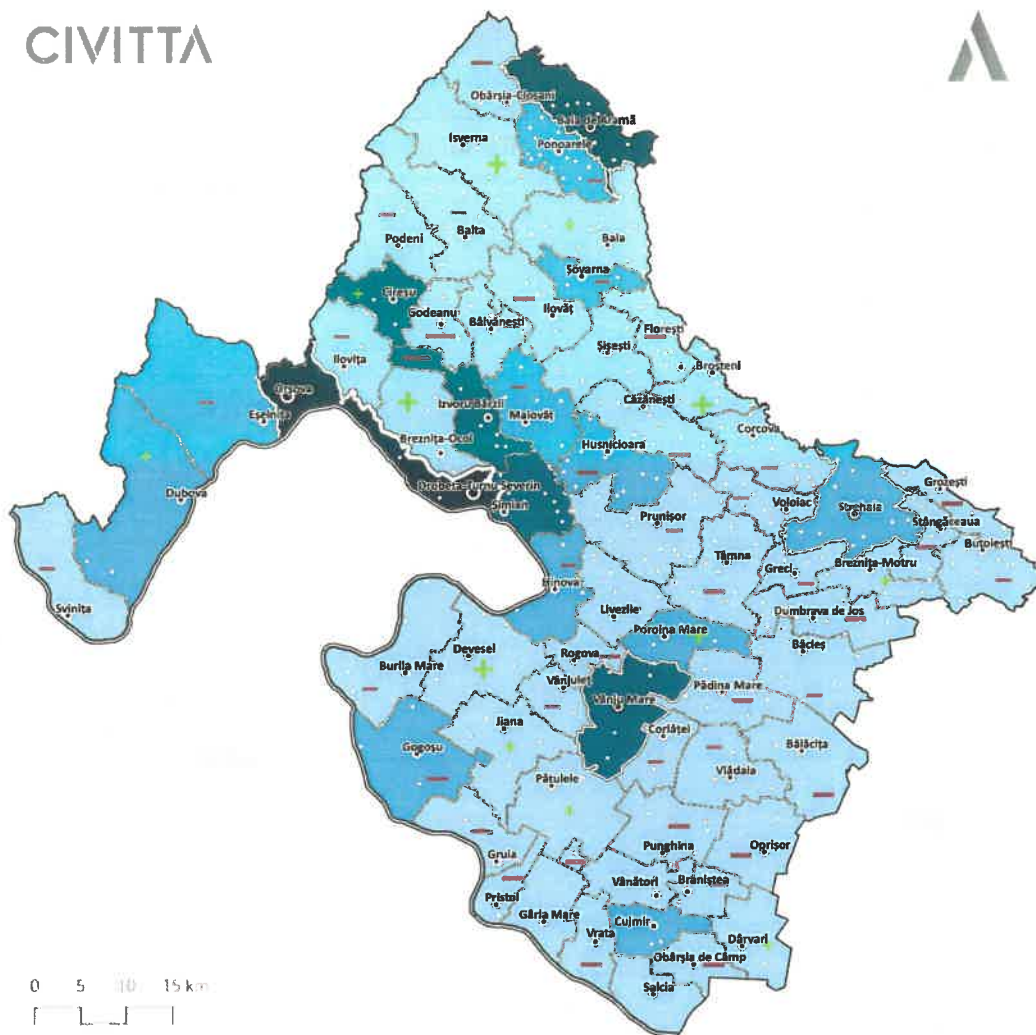 CIVITTA
Obârșia-Cloșani
Baia de Aramă
Isverna
Ponoarele
Podeni
Balta
Bala
Șovarna
Cireșu
Godeanu
Bâlvănești
Ilovăț
Florești
Șișești
Broșteni
Ilovița
Căzănești
Orșova
Eșelnița
Izvoru Bârzii
Malovăț
Corcova
Breznița-Ocol
Husnicioara
Grozești
Dubova
Drobeta-Turnu Severin
Șimian
Voloiac
Strehaia
Prunișor
Stângăceaua
Butoiești
Tâmna
Greci
Breznița-Motru
Hinova
Svinița
Livezile
Dumbrava de Jos
Poroina Mare
Bâcleș
Devesel
Burila Mare
Rogova
Vânjuleț
Pădina Mare
Vânju Mare
Jiana
Corlățel
Gogoșu
Bălăcița
Vlădaia
Pătulele
Gruia
Punghina
Oprișor
Vânători
Braniștea
Pristol
Gârla Mare
Cujmir
Vrata
Dârvari
Obârșia de Câmp
Salcia
0 5 10 15 km